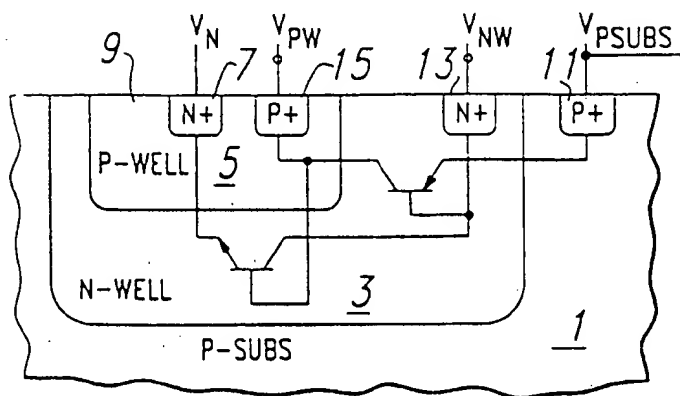 9 V_N 7 V_PW 15 V_NW 13 V_PSUBS 11
N+ P+ N+ P+
P-WELL 5
N-WELL 3
P-SUBS 1